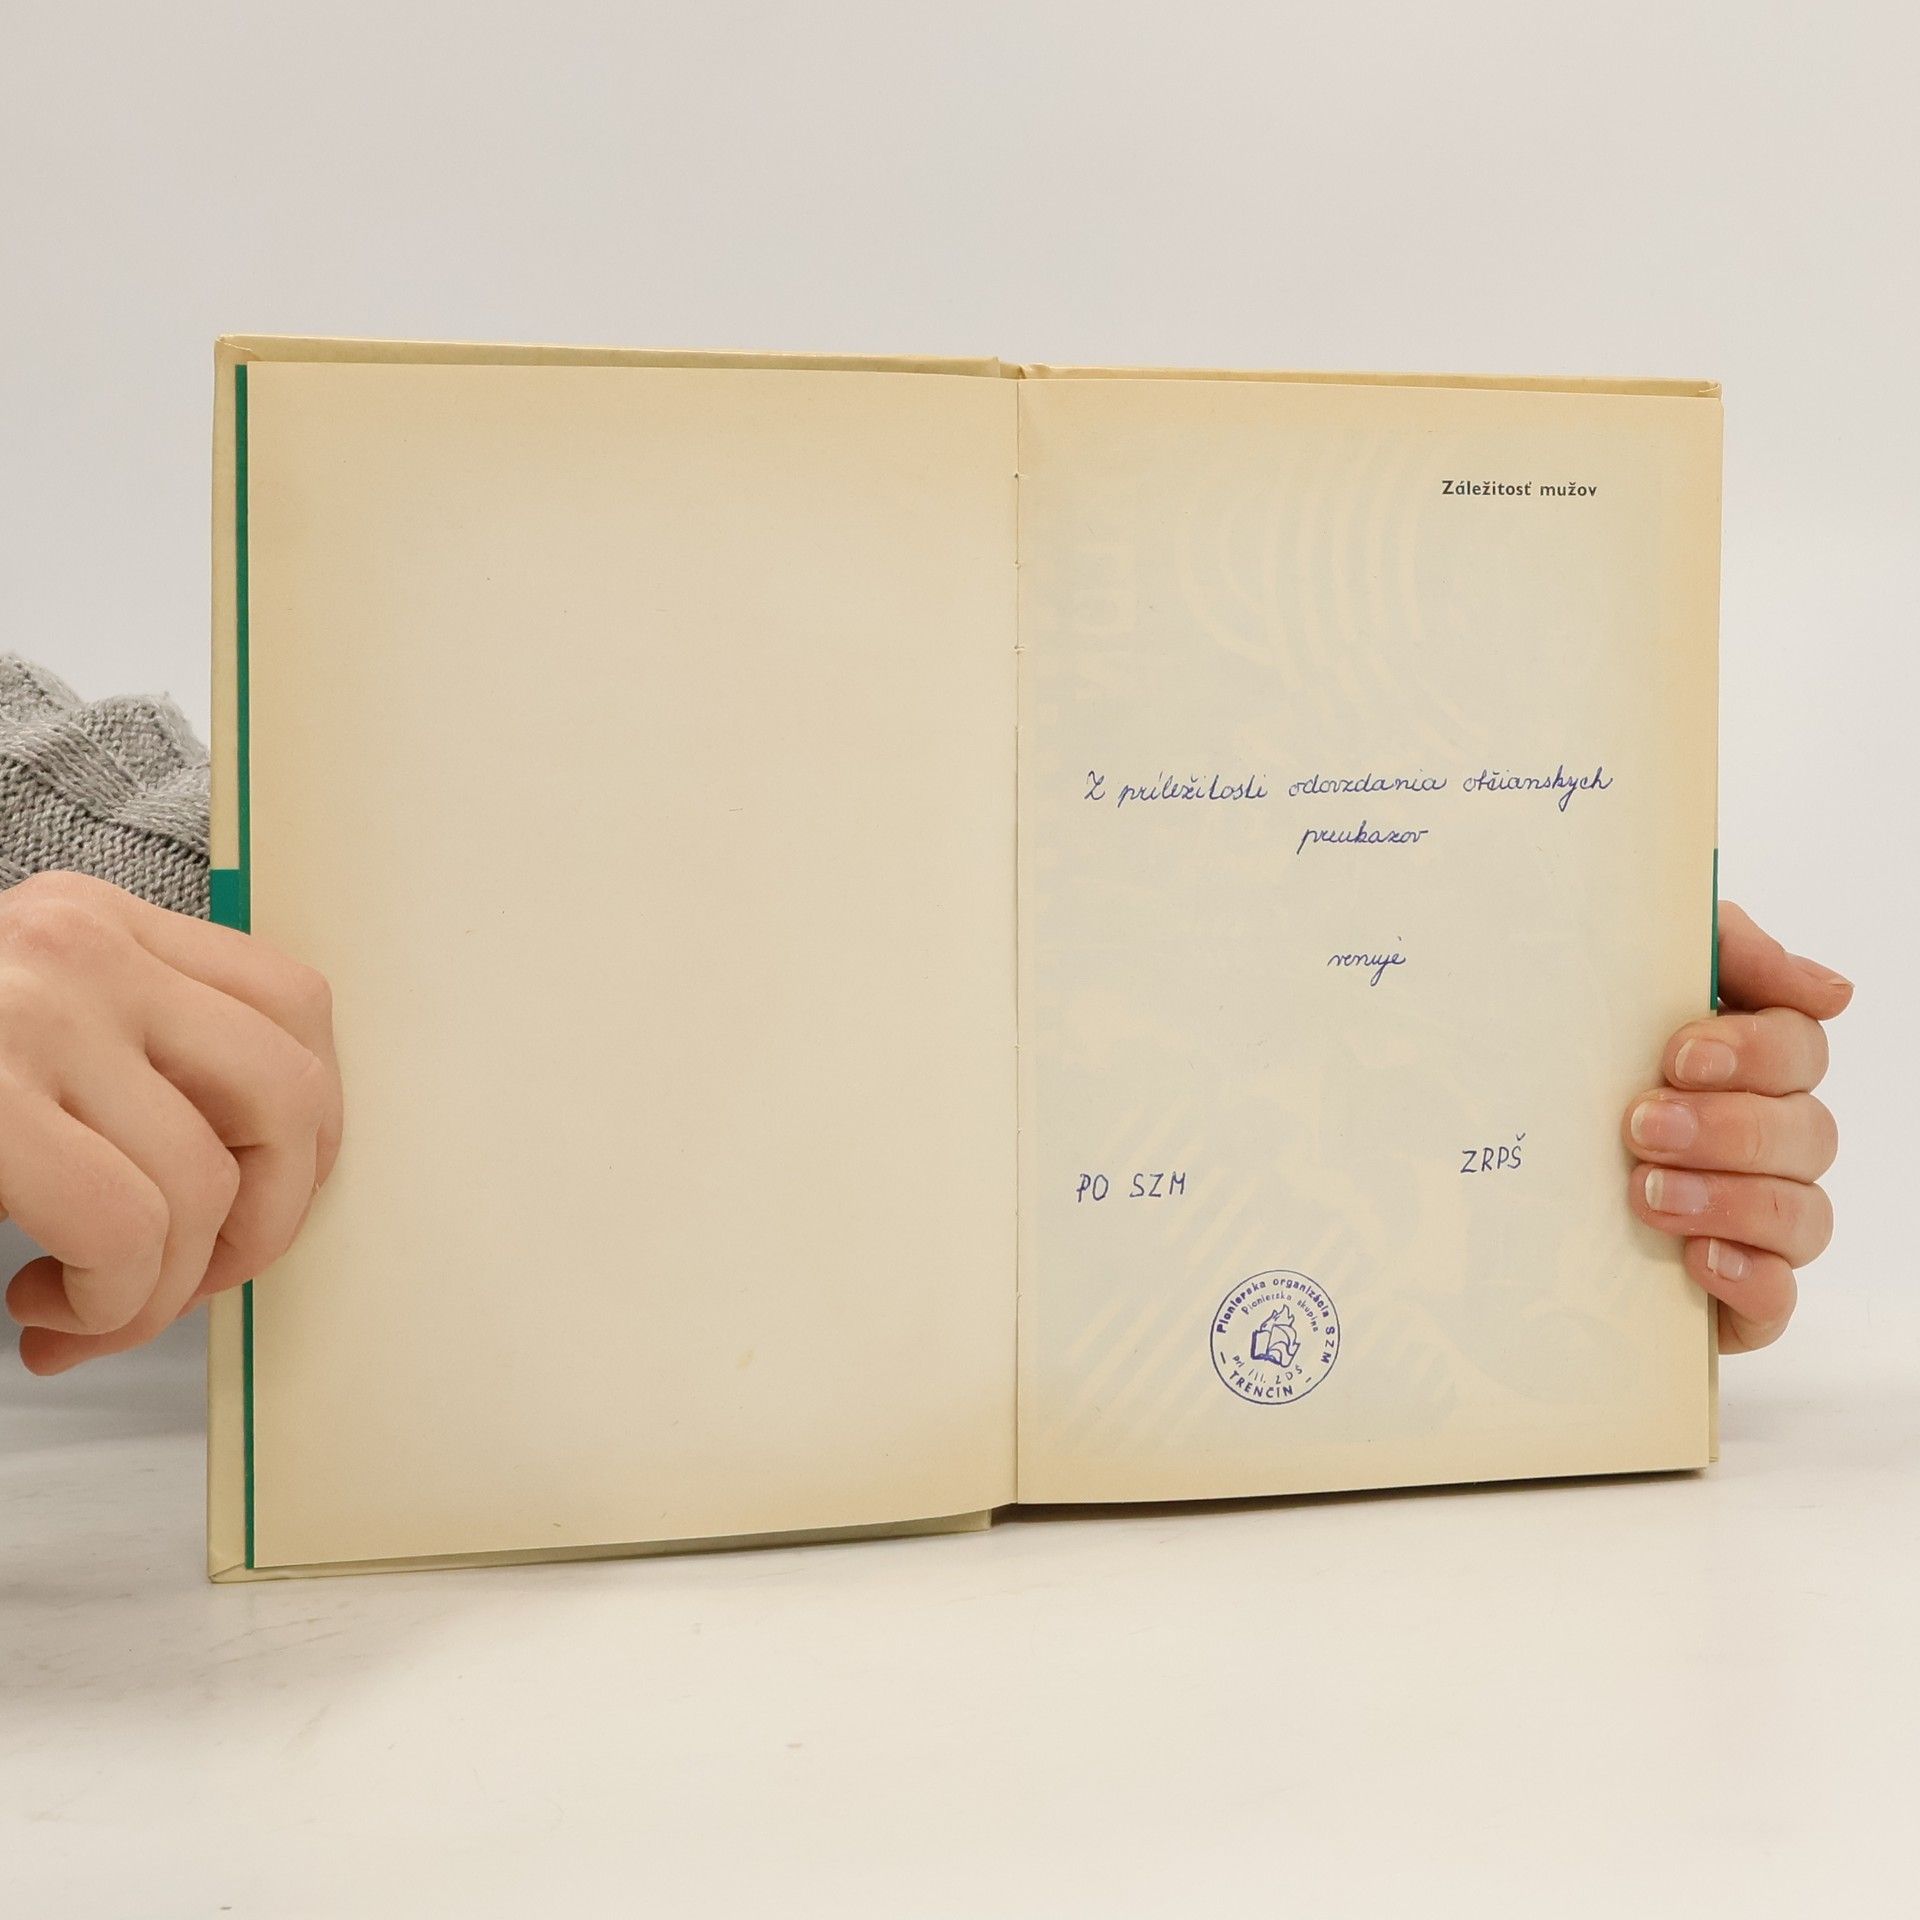 Záležitosť mužov
Z príležitosti odovzdania občianskych
preukazov
venuje
PO SZM
ZRPŠ
Pionierska organizácia SZM
Pionierska skupina
pri III. ZDŠ
- TRENČÍN -